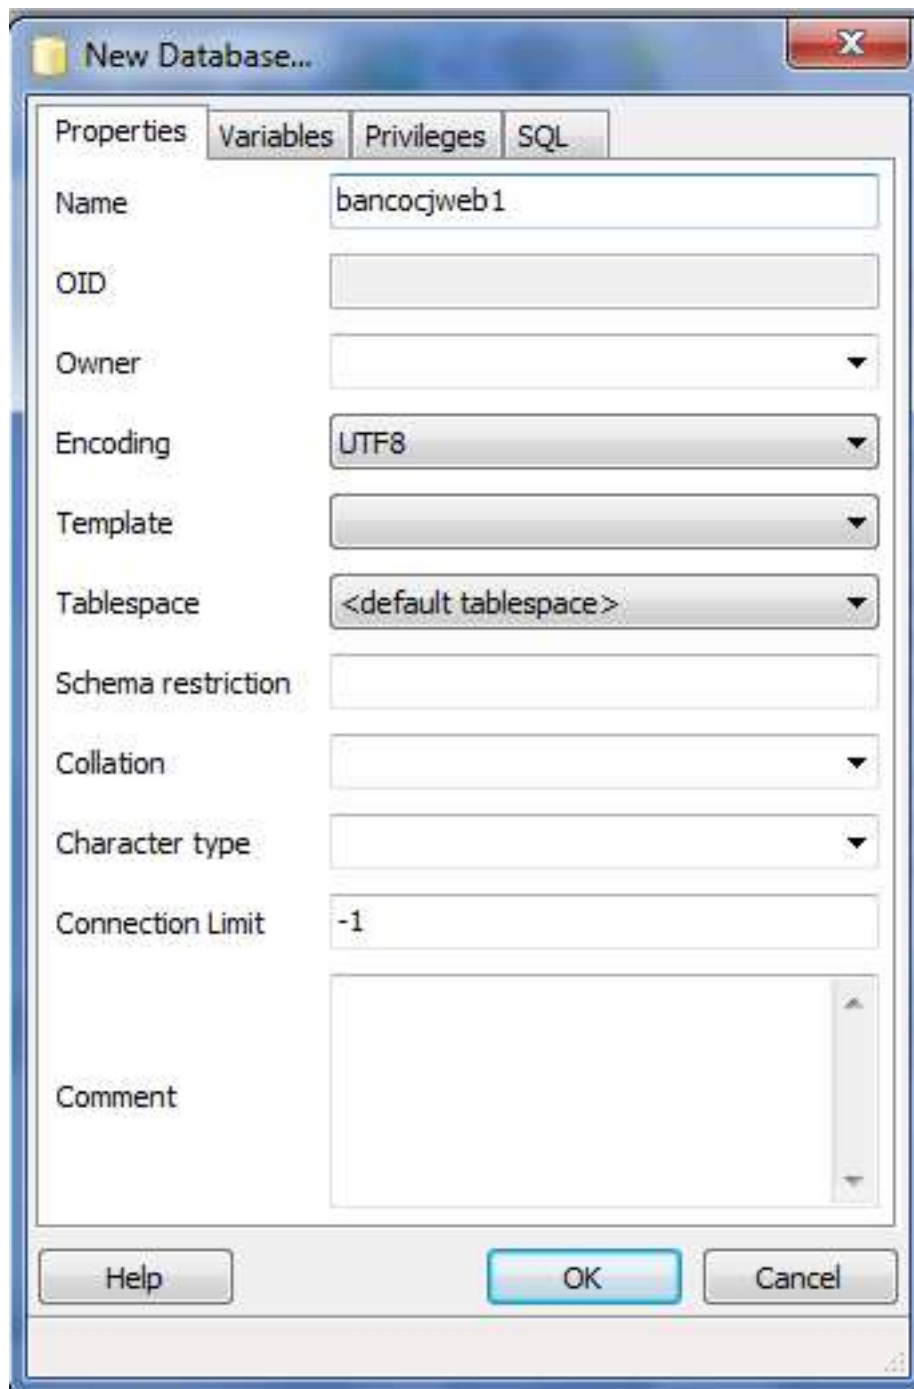 New Database...
Properties Variables Privileges SQL
Name bancocjweb1
OID
Owner
Encoding UTF8
Template
Tablespace <default tablespace>
Schema restriction
Collation
Character type
Connection Limit -1
Comment
Help OK Cancel